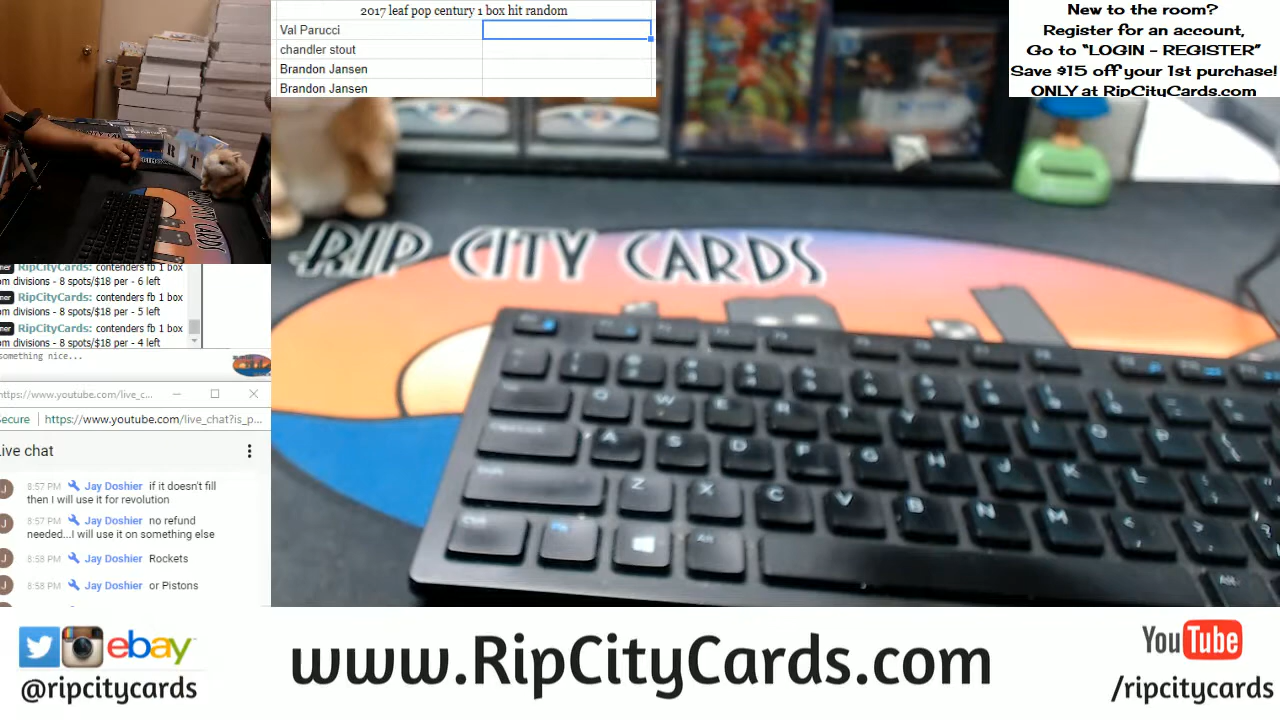 2017 leaf pop century 1 box hit random
Val Parucci
chandler stout
Brandon Jansen
Brandon Jansen
New to the room?
Register for an account,
Go to “LOGIN - REGISTER”
Save $15 off your 1st purchase!
ONLY at RipCityCards.com
RIP CITY CARDS
RipCityCards: contenders fb 1 box
om divisions - 8 spots/$18 per - 6 left
RipCityCards: contenders fb 1 box
om divisions - 8 spots/$18 per - 5 left
RipCityCards: contenders fb 1 box
om divisions - 8 spots/$18 per - 4 left
something nice...
https://www.youtube.com/live_c...
Secure https://www.youtube.com/live_chat?is_p...
ive chat
8:57 PM Jay Doshier if it doesn't fill
then I will use it for revolution
8:57 PM Jay Doshier no refund
needed...I will use it on something else
8:58 PM Jay Doshier Rockets
8:58 PM Jay Doshier or Pistons
Q W E R T Y U I O P
A S D F G H J K L
Z X C V B N M
ebay
@ripcitycards
www.RipCityCards.com
YouTube
/ripcitycards